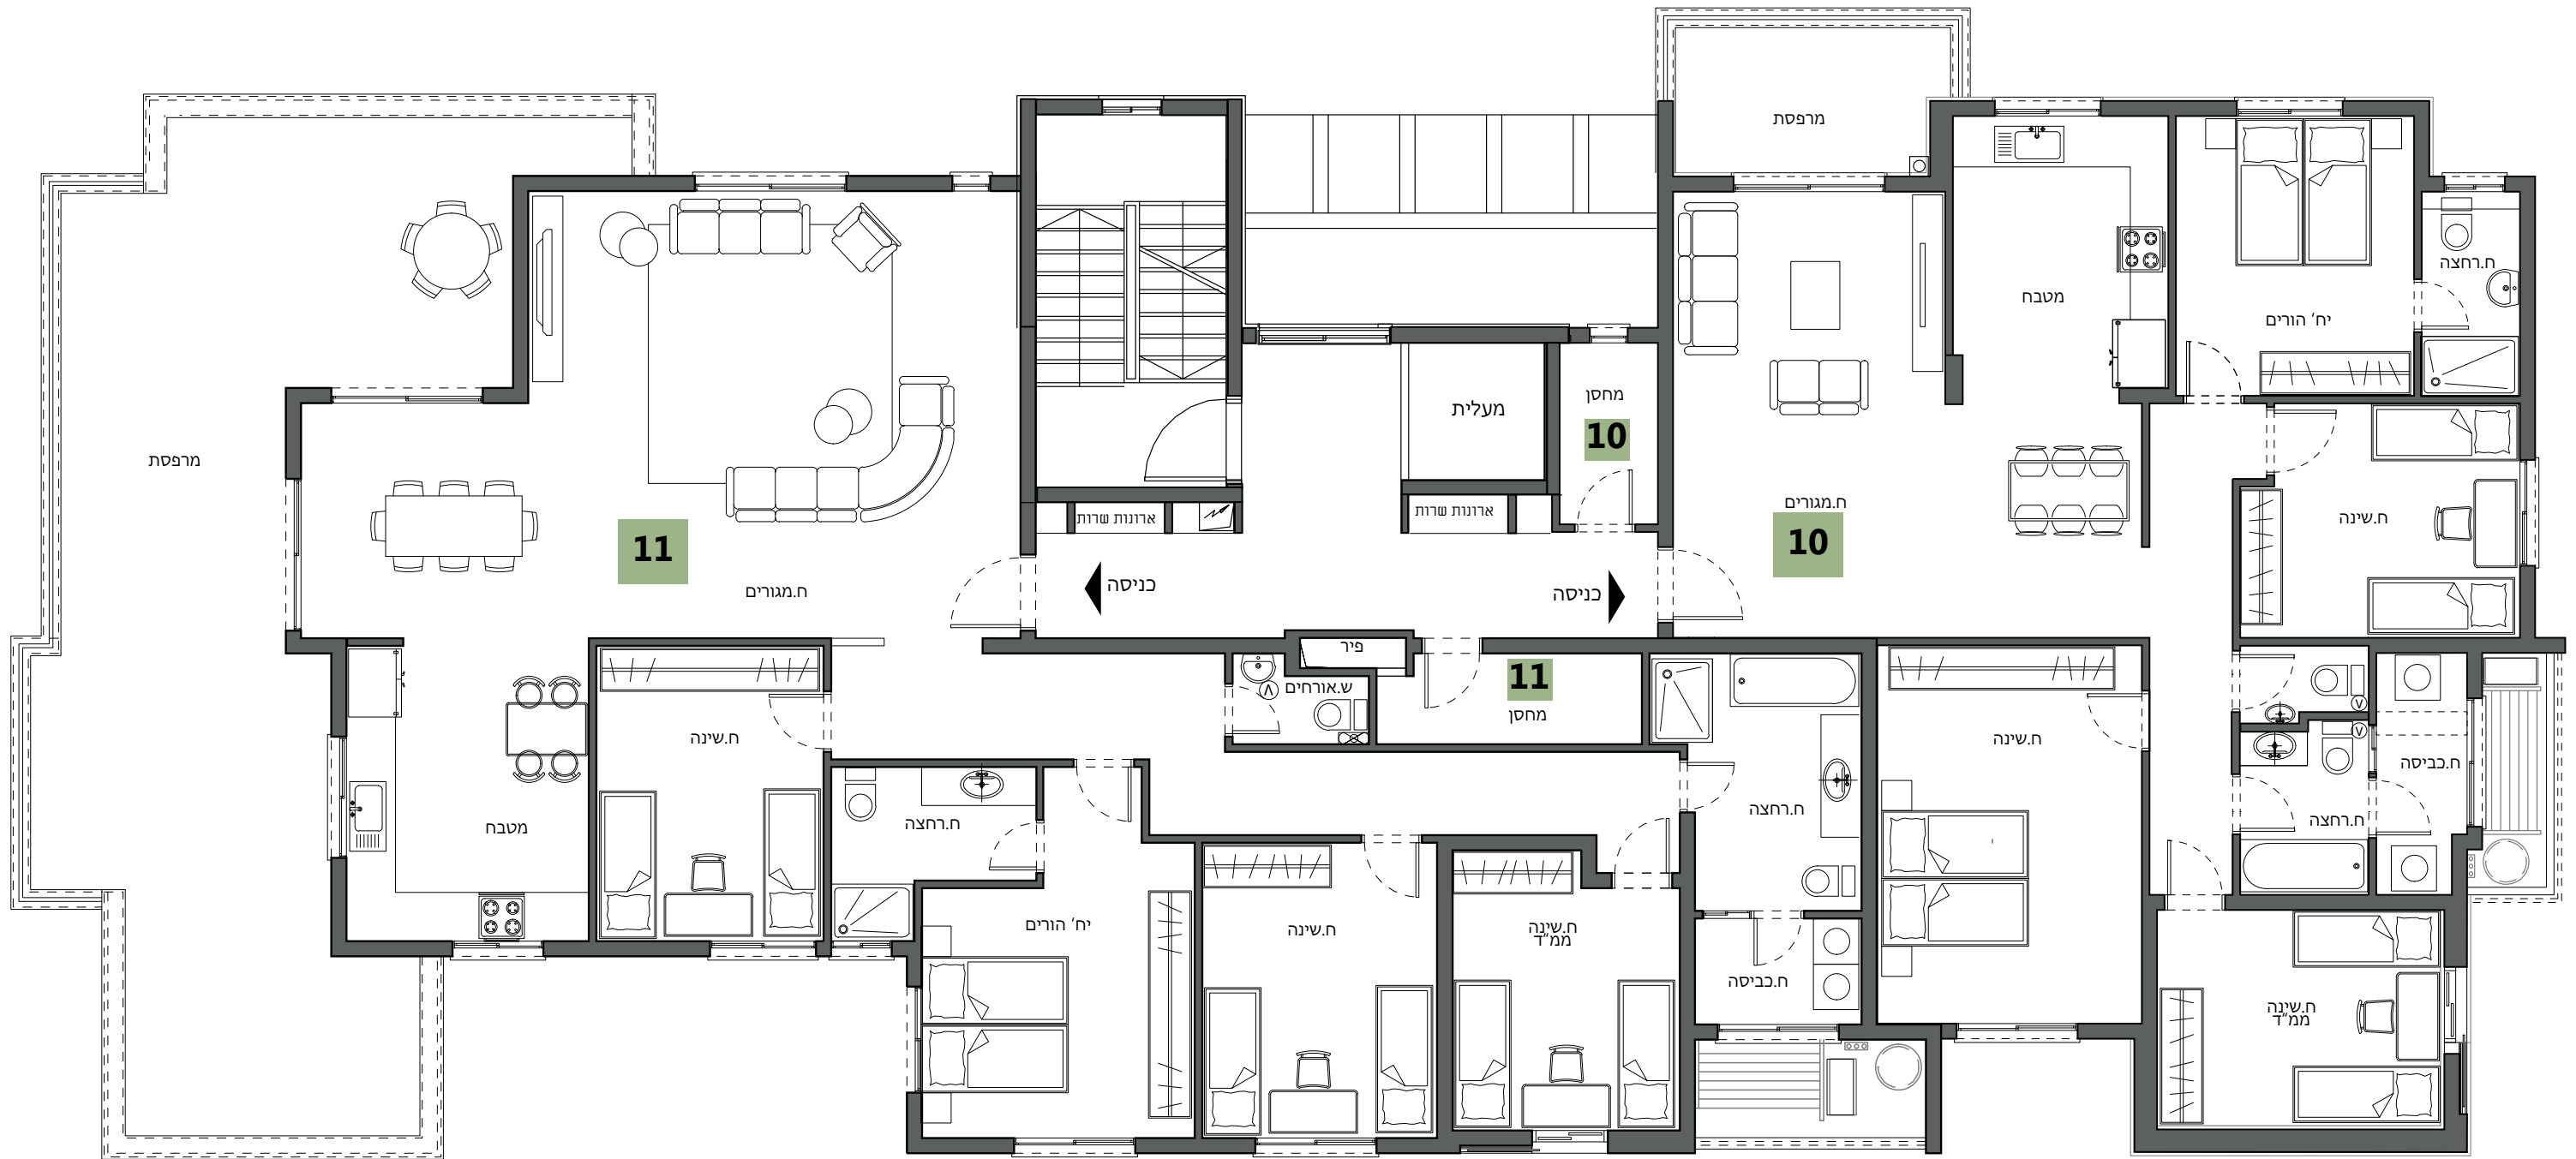 מרפסת
מטבח
יח' הורים
ח.רחצה
מחסן
10
מעלית
ח.מגורים
10
ח.שינה
ארונות שרות
ארונות שרות
מרפסת
11
ח.מגורים
כניסה
כניסה
פיר
ש.אורחים
11
מחסן
ח.שינה
מטבח
ח.רחצה
יח' הורים
ח.שינה
ח.שינה
ממ"ד
ח.רחצה
ח.כביסה
ח.שינה
ח.כביסה
ח.רחצה
ח.שינה
ממ"ד
V
V
V